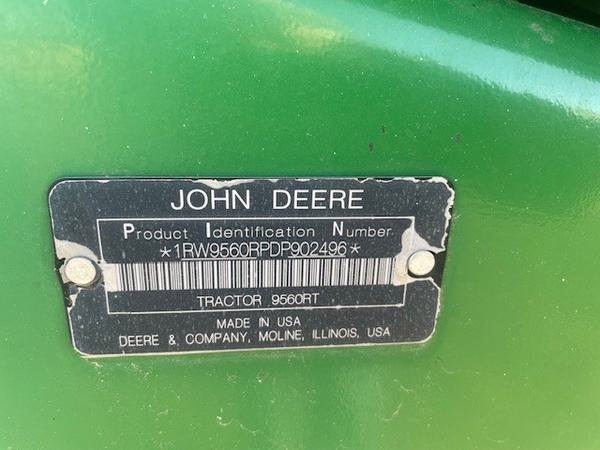 JOHN DEERE
Product Identification Number
*1RW9560RPDP902496*
TRACTOR 9560RT
MADE IN USA
DEERE & COMPANY, MOLINE, ILLINOIS, USA